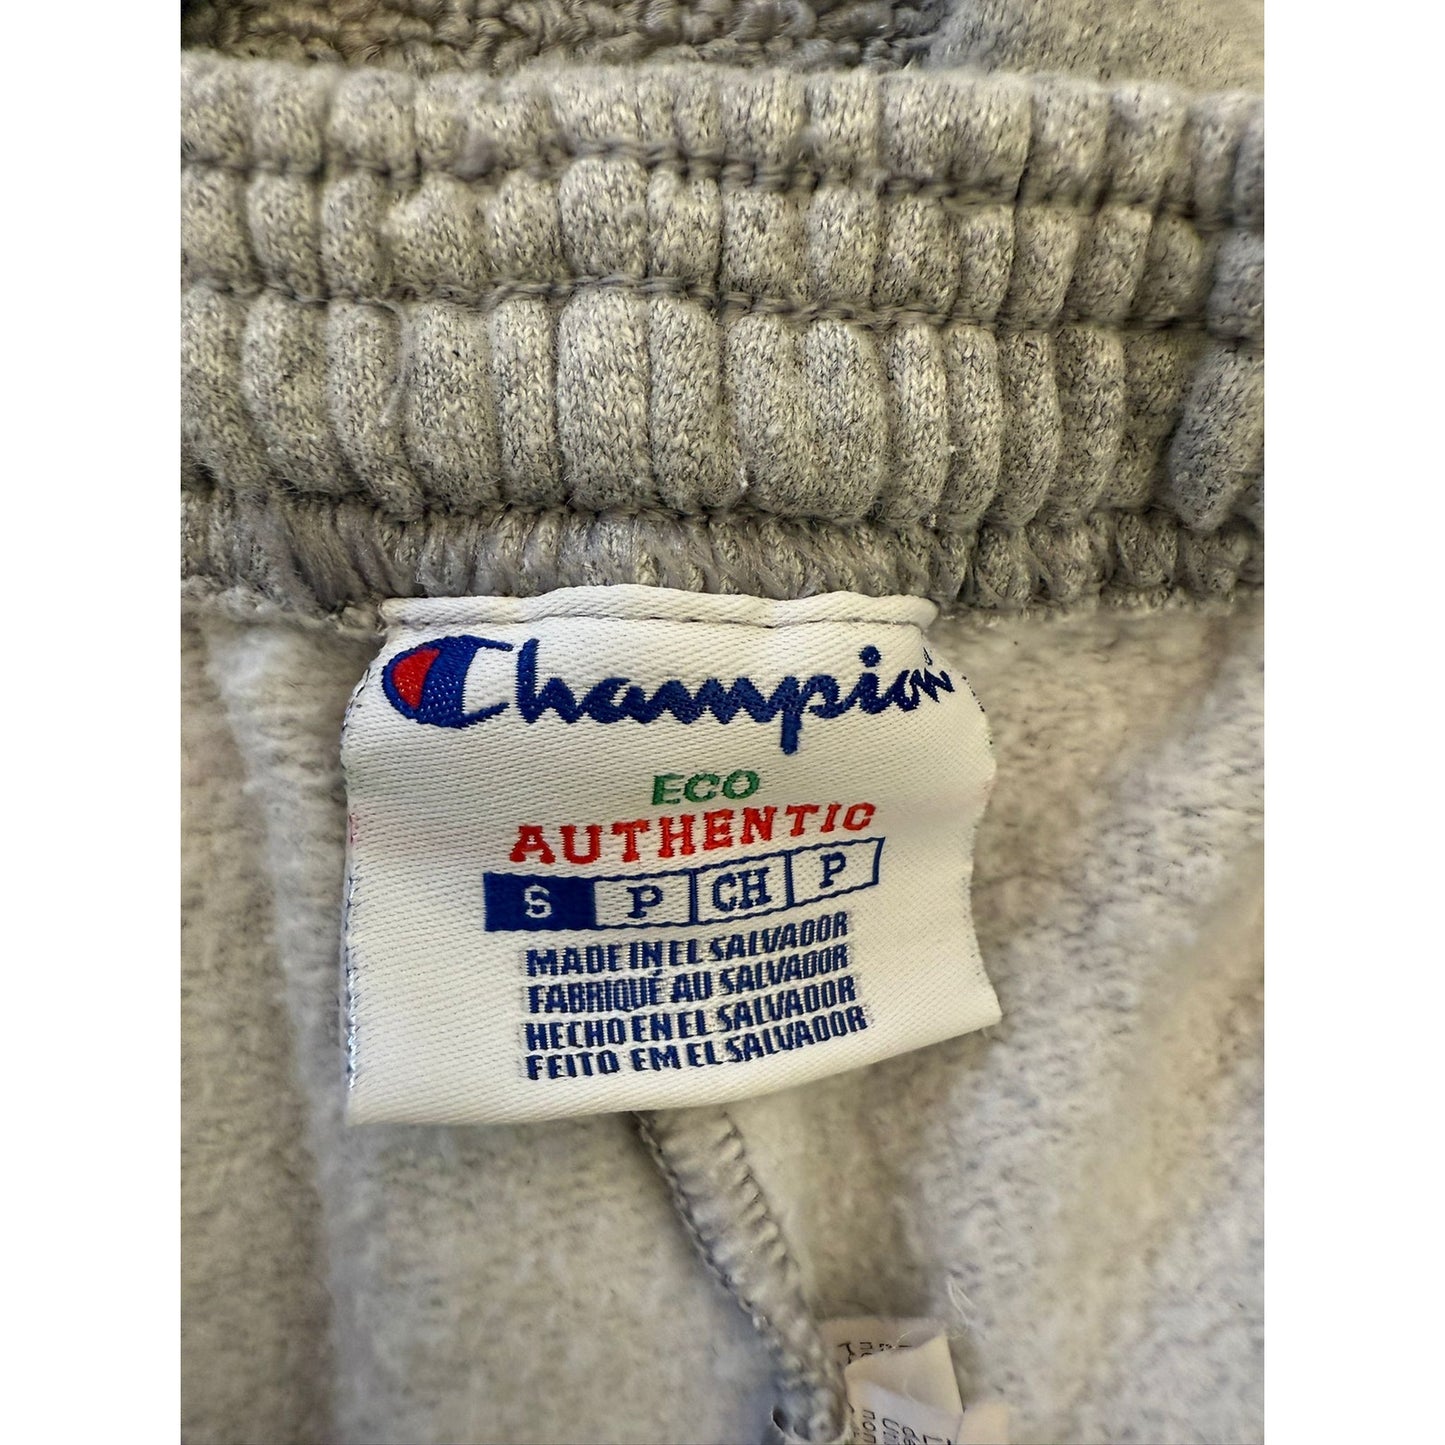 Champion
ECO
AUTHENTIC
S P CH P
MADE IN EL SALVADOR
FABRIQUÉ AU SALVADOR
HECHO EN EL SALVADOR
FEITO EM EL SALVADOR